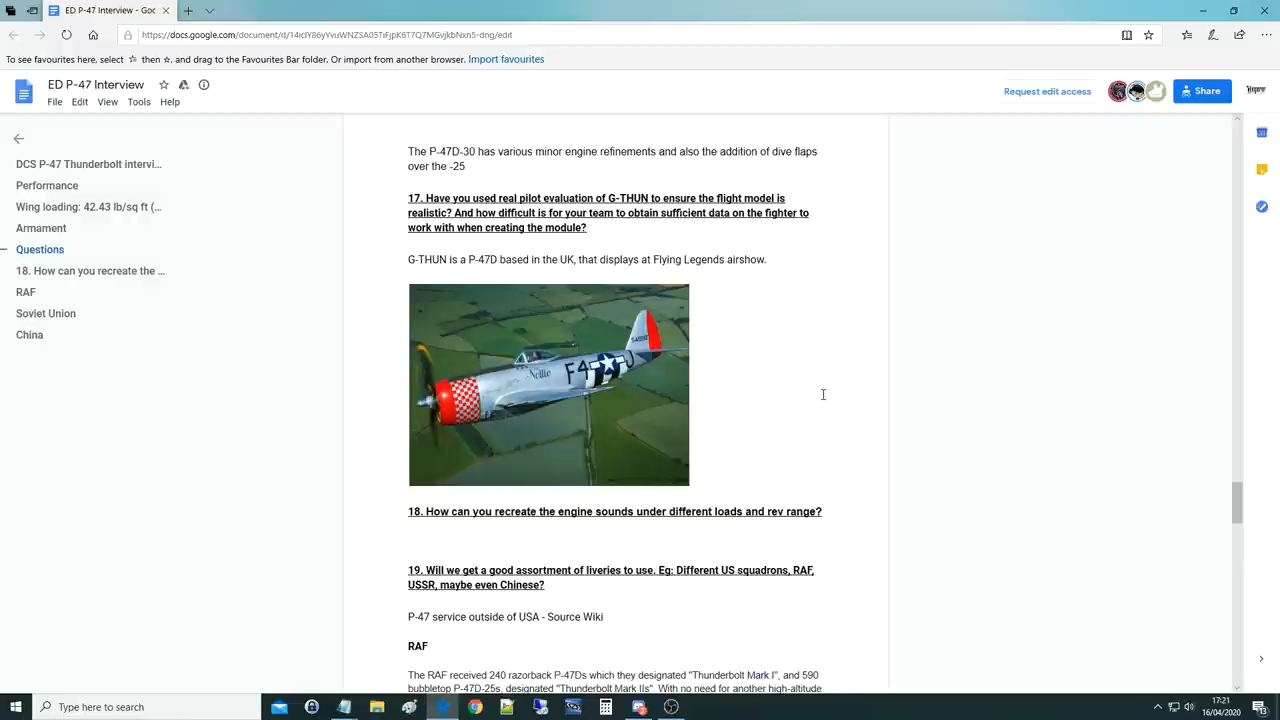 ED P-47 Interview - Goo
https://docs.google.com/document/d/14icIY86yYvuWNZSA05TiFjpK6T7Q7MGvjkbNxn5-dng/edit
To see favourites here, select ☆ then ☆, and drag to the Favourites Bar folder. Or import from another browser. Import favourites
ED P-47 Interview
File Edit View Tools Help
Request edit access
Share
DCS P-47 Thunderbolt intervi...
Performance
Wing loading: 42.43 lb/sq ft (...
Armament
Questions
18. How can you recreate the ...
RAF
Soviet Union
China
The P-47D-30 has various minor engine refinements and also the addition of dive flaps
over the -25
17. Have you used real pilot evaluation of G-THUN to ensure the flight model is
realistic? And how difficult is for your team to obtain sufficient data on the fighter to
work with when creating the module?
G-THUN is a P-47D based in the UK, that displays at Flying Legends airshow.
Nellie
F4 J
18. How can you recreate the engine sounds under different loads and rev range?
19. Will we get a good assortment of liveries to use. Eg: Different US squadrons, RAF,
USSR, maybe even Chinese?
P-47 service outside of USA - Source Wiki
RAF
The RAF received 240 razorback P-47Ds which they designated "Thunderbolt Mark I", and 590
bubbletop P-47D-25s, designated "Thunderbolt Mark IIs". With no need for another high-altitude
Type here to search
17:21
16/04/2020
13